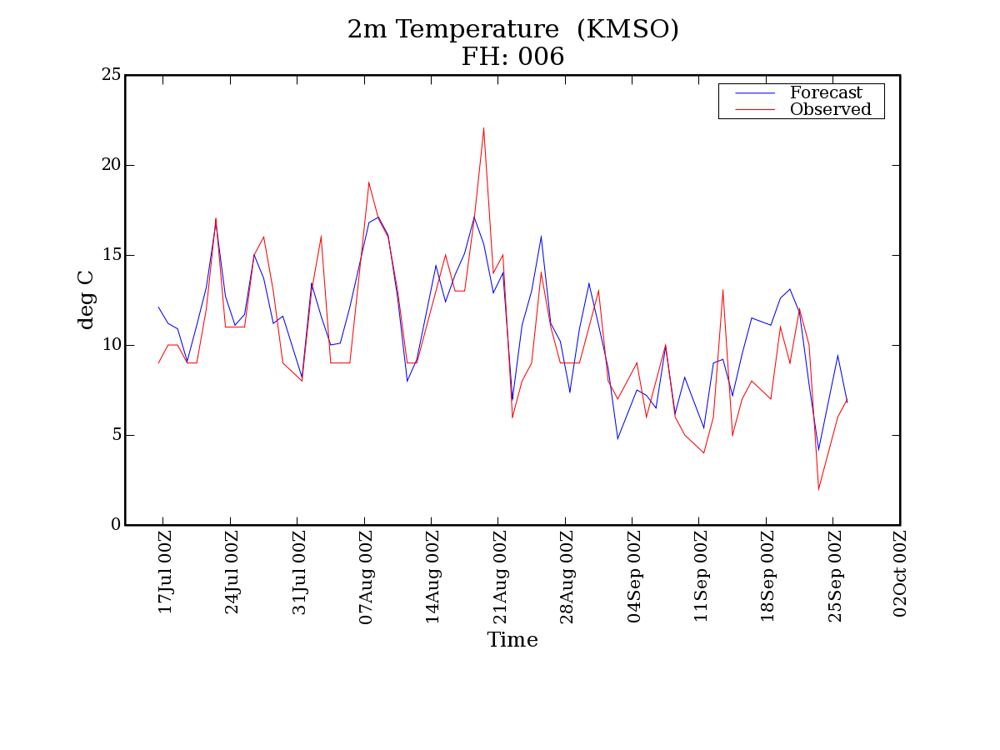 2m Temperature  (KMSO)
FH: 006
25
20
15
10
5
0
deg C
Forecast
Observed
17Jul 00Z
24Jul 00Z
31Jul 00Z
07Aug 00Z
14Aug 00Z
21Aug 00Z
28Aug 00Z
04Sep 00Z
11Sep 00Z
18Sep 00Z
25Sep 00Z
02Oct 00Z
Time